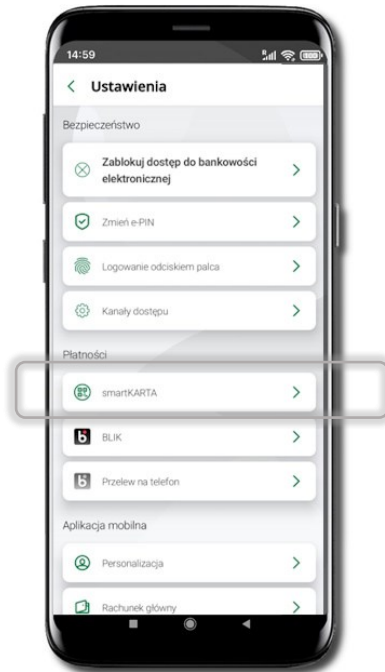 14:59
Ustawienia
Bezpieczeństwo
Zablokuj dostęp do bankowości
elektronicznej
Zmień e-PIN
Logowanie odciskiem palca
Kanały dostępu
Płatności
smartKARTA
BLIK
Przelew na telefon
Aplikacja mobilna
Personalizacja
Rachunek główny